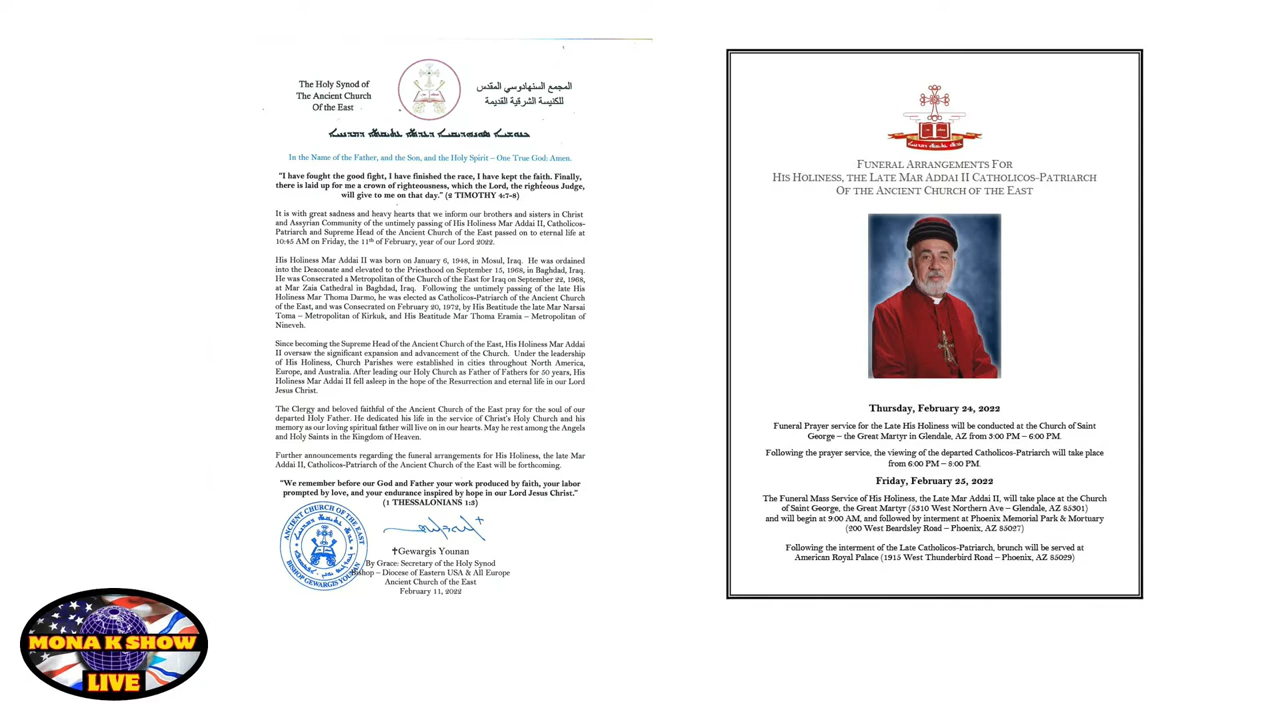 The Holy Synod of
The Ancient Church
Of the East
المجمع السنهادوسي المقدس
للكنيسة الشرقية القديمة
In the Name of the Father, and the Son, and the Holy Spirit – One True God: Amen.
"I have fought the good fight, I have finished the race, I have kept the faith. Finally,
there is laid up for me a crown of righteousness, which the Lord, the righteous Judge,
will give to me on that day." (2 TIMOTHY 4:7-8)
It is with great sadness and heavy hearts that we inform our brothers and sisters in Christ
and Assyrian Community of the untimely passing of His Holiness Mar Addai II, Catholicos-
Patriarch and Supreme Head of the Ancient Church of the East passed on to eternal life at
10:45 AM on Friday, the 11th of February, year of our Lord 2022.
His Holiness Mar Addai II was born on January 6, 1948, in Mosul, Iraq. He was ordained
into the Deaconate and elevated to the Priesthood on September 15, 1968, in Baghdad, Iraq.
He was Consecrated a Metropolitan of the Church of the East for Iraq on September 22, 1968,
at Mar Zaia Cathedral in Baghdad, Iraq. Following the untimely passing of the late His
Holiness Mar Thoma Darmo, he was elected as Catholicos-Patriarch of the Ancient Church
of the East, and was Consecrated on February 20, 1972, by His Beatitude the late Mar Narsai
Toma – Metropolitan of Kirkuk, and His Beatitude Mar Thoma Eramia – Metropolitan of
Nineveh.
Since becoming the Supreme Head of the Ancient Church of the East, His Holiness Mar Addai
II oversaw the significant expansion and advancement of the Church. Under the leadership
of His Holiness, Church Parishes were established in cities throughout North America,
Europe, and Australia. After leading our Holy Church as Father of Fathers for 50 years, His
Holiness Mar Addai II fell asleep in the hope of the Resurrection and eternal life in our Lord
Jesus Christ.
The Clergy and beloved faithful of the Ancient Church of the East pray for the soul of our
departed Holy Father. He dedicated his life in the service of Christ's Holy Church and his
memory as our loving spiritual father will live on in our hearts. May he rest among the Angels
and Holy Saints in the Kingdom of Heaven.
Further announcements regarding the funeral arrangements for His Holiness, the late Mar
Addai II, Catholicos-Patriarch of the Ancient Church of the East will be forthcoming.
"We remember before our God and Father your work produced by faith, your labor
prompted by love, and your endurance inspired by hope in our Lord Jesus Christ."
(1 THESSALONIANS 1:3)
ANCIENT CHURCH OF THE EAST
BISHOP GEWARGIS YOUNAN
✝Gewargis Younan
By Grace: Secretary of the Holy Synod
Bishop – Diocese of Eastern USA & All Europe
Ancient Church of the East
February 11, 2022
FUNERAL ARRANGEMENTS FOR
HIS HOLINESS, THE LATE MAR ADDAI II CATHOLICOS-PATRIARCH
OF THE ANCIENT CHURCH OF THE EAST
Thursday, February 24, 2022
Funeral Prayer service for the Late His Holiness will be conducted at the Church of Saint
George – the Great Martyr in Glendale, AZ from 3:00 PM – 6:00 PM.
Following the prayer service, the viewing of the departed Catholicos-Patriarch will take place
from 6:00 PM – 8:00 PM.
Friday, February 25, 2022
The Funeral Mass Service of His Holiness, the Late Mar Addai II, will take place at the Church
of Saint George, the Great Martyr (5310 West Northern Ave – Glendale, AZ 85301)
and will begin at 9:00 AM, and followed by interment at Phoenix Memorial Park & Mortuary
(200 West Beardsley Road – Phoenix, AZ 85027)
Following the interment of the Late Catholicos-Patriarch, brunch will be served at
American Royal Palace (1915 West Thunderbird Road – Phoenix, AZ 85029)
MONA K SHOW
LIVE